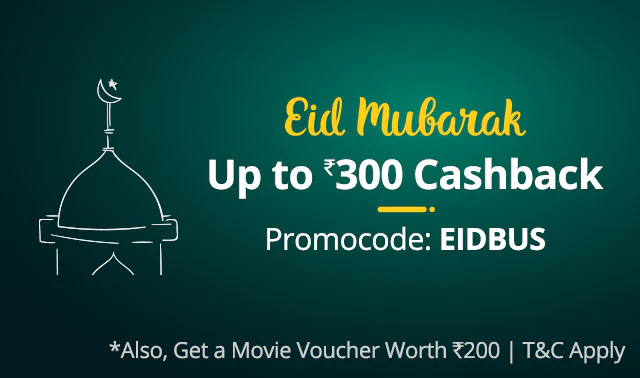 Eid Mubarak
Up to ₹300 Cashback
Promocode: EIDBUS
*Also, Get a Movie Voucher Worth ₹200 | T&C Apply